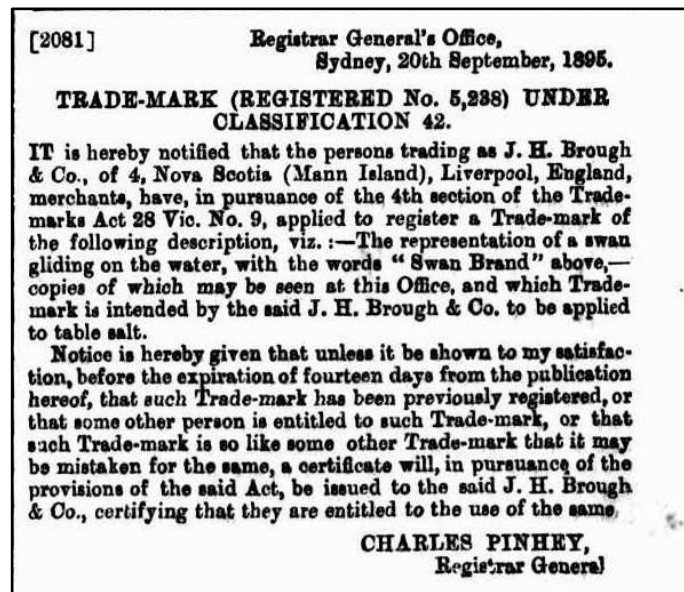 [2081] Registrar General's Office,
Sydney, 20th September, 1895.
TRADE-MARK (REGISTERED No. 5,238) UNDER
CLASSIFICATION 42.
IT is hereby notified that the persons trading as J. H. Brough
& Co., of 4, Nova Scotia (Mann Island), Liverpool, England,
merchants, have, in pursuance of the 4th section of the Trade-
marks Act 28 Vic. No. 9, applied to register a Trade-mark of
the following description, viz. :—The representation of a swan
gliding on the water, with the words "Swan Brand" above,—
copies of which may be seen at this Office, and which Trade-
mark is intended by the said J. H. Brough & Co. to be applied
to table salt.
Notice is hereby given that unless it be shown to my satisfac-
tion, before the expiration of fourteen days from the publication
hereof, that such Trade-mark has been previously registered, or
that some other person is entitled to such Trade-mark, or that
such Trade-mark is so like some other Trade-mark that it may
be mistaken for the same, a certificate will, in pursuance of the
provisions of the said Act, be issued to the said J. H. Brough
& Co., certifying that they are entitled to the use of the same.
CHARLES PINHEY,
Registrar General